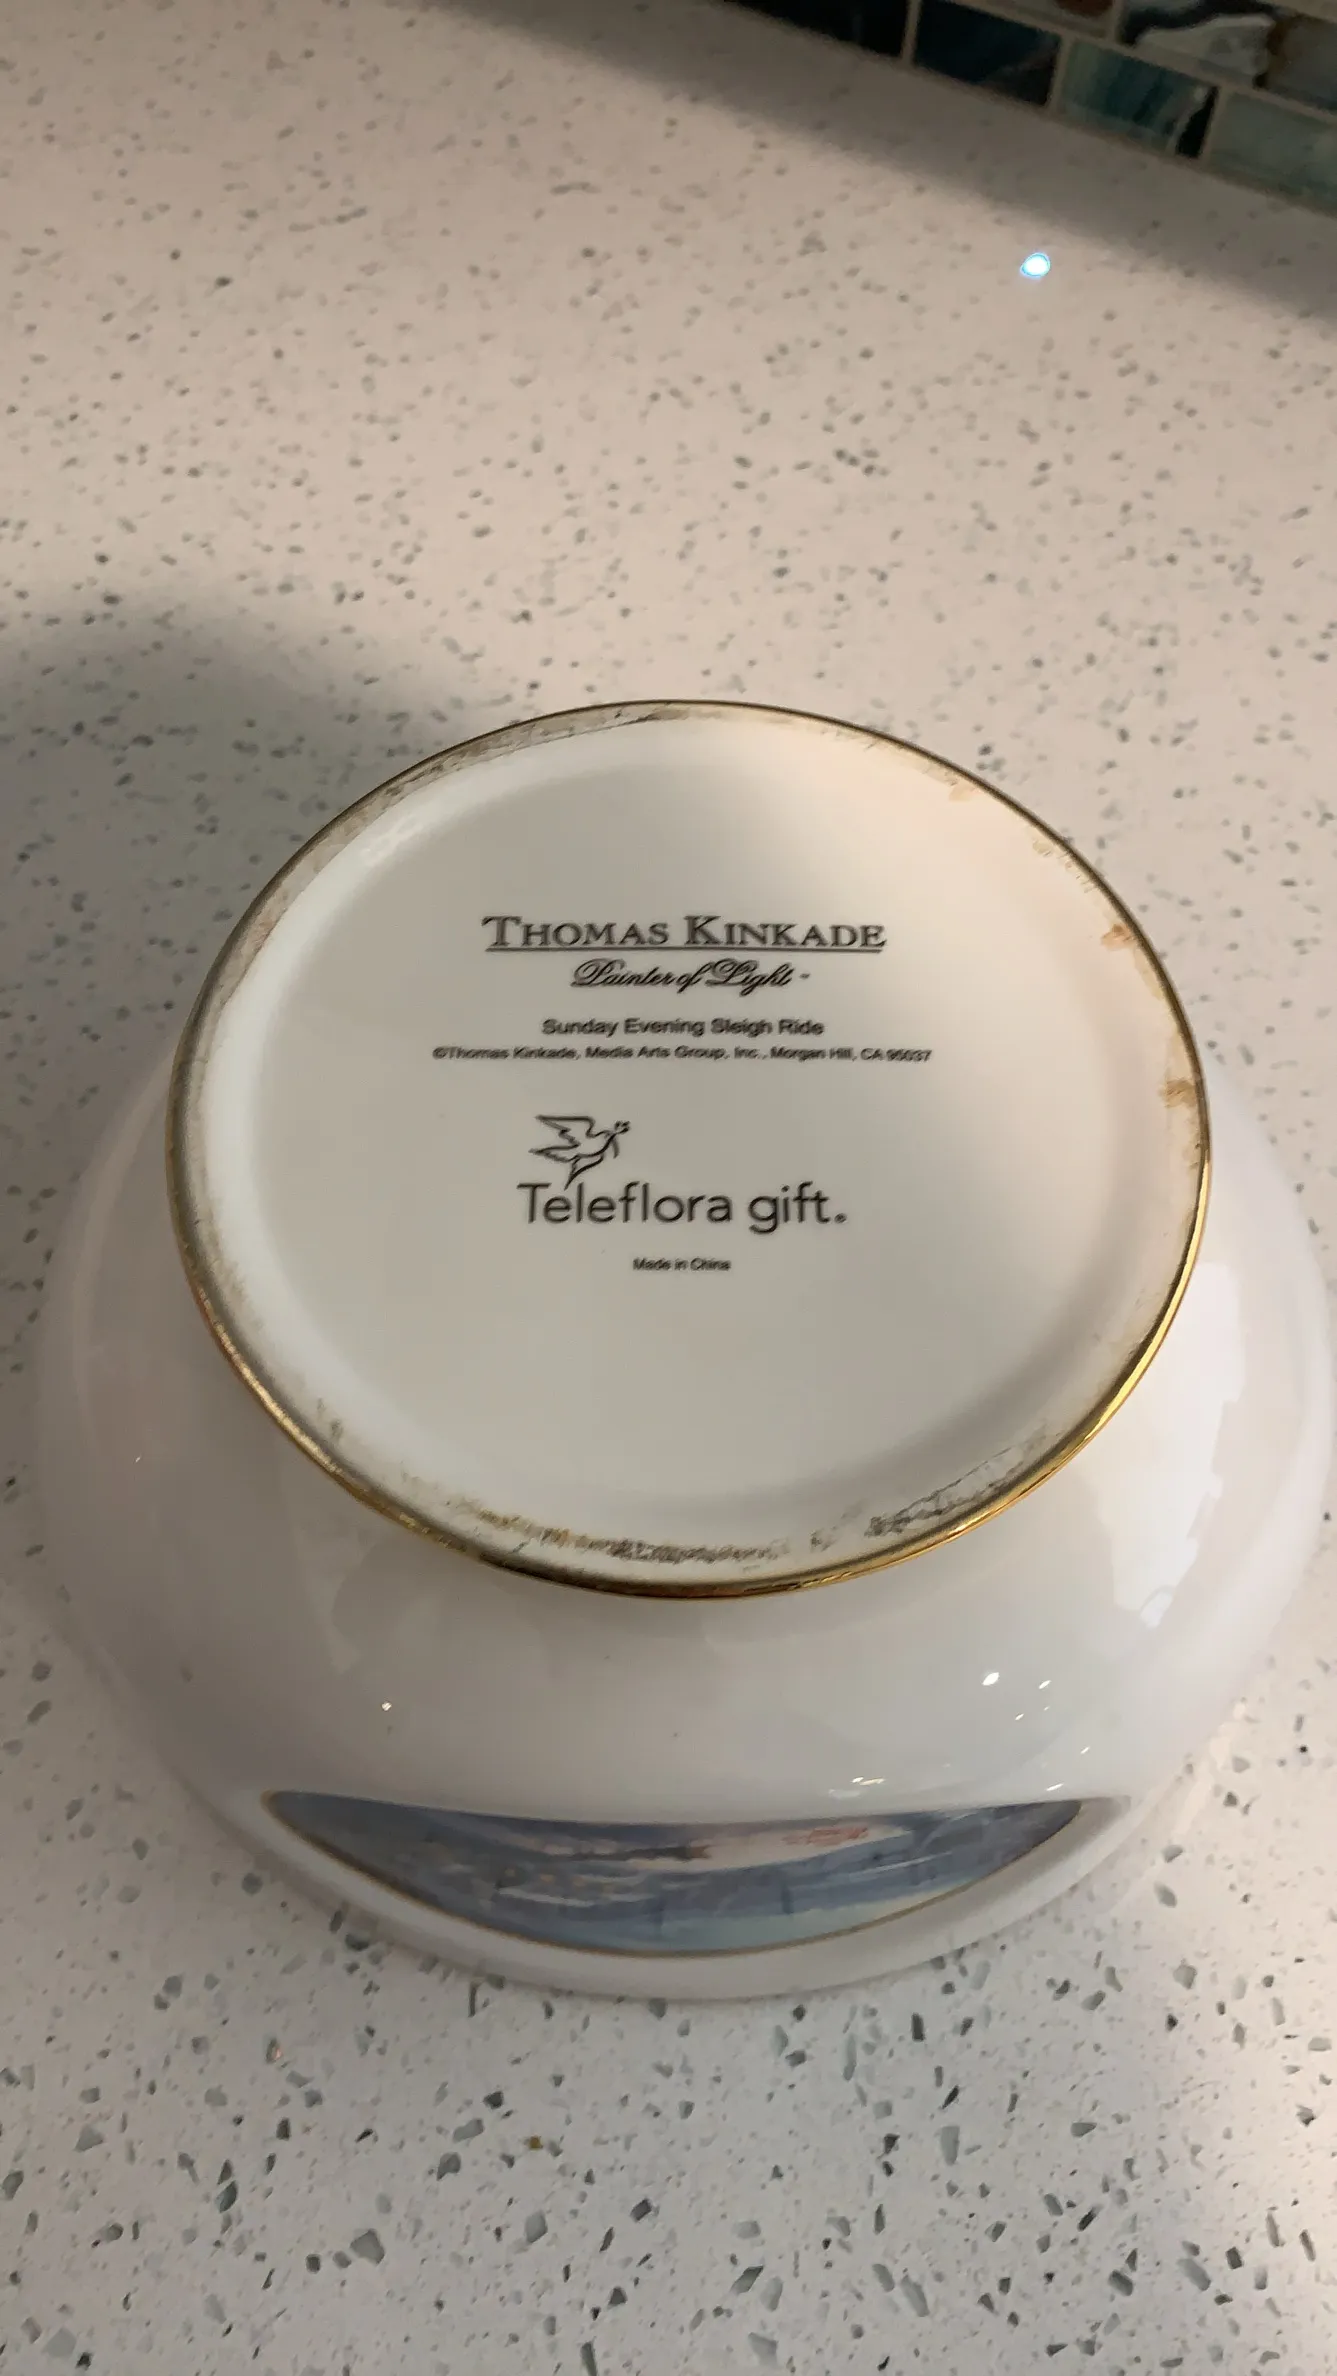 THOMAS KINKADE
Painter of Light™
Sunday Evening Sleigh Ride
©Thomas Kinkade, Media Arts Group, Inc., Morgan Hill, CA 95037
Teleflora gift®
Made in China